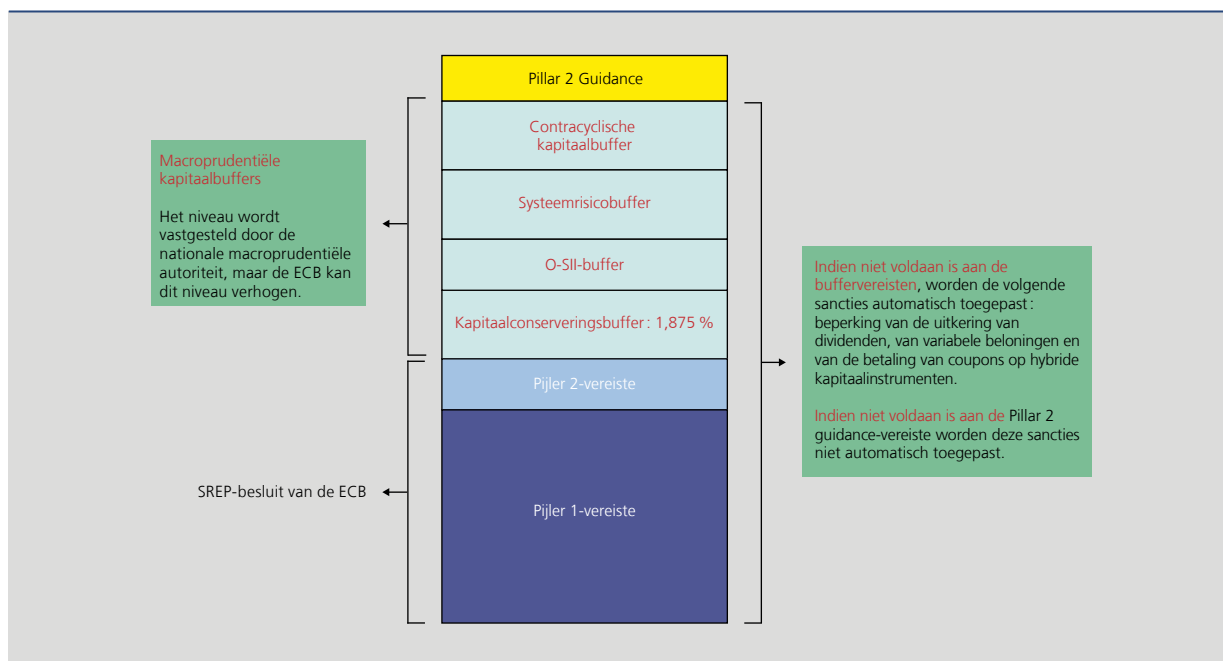 Pillar 2 Guidance
Contracyclische
kapitaalbuffer
Systeemrisicobuffer
O-SII-buffer
Kapitaalconserveringsbuffer : 1,875 %
Pijler 2-vereiste
Pijler 1-vereiste
Macroprudentiële
kapitaalbuffers
Het niveau wordt
vastgesteld door de
nationale macroprudentiële
autoriteit, maar de ECB kan
dit niveau verhogen.
SREP-besluit van de ECB
Indien niet voldaan is aan de
buffervereisten, worden de volgende
sancties automatisch toegepast :
beperking van de uitkering van
dividenden, van variabele beloningen en
van de betaling van coupons op hybride
kapitaalinstrumenten.
Indien niet voldaan is aan de Pillar 2
guidance-vereiste worden deze sancties
niet automatisch toegepast.